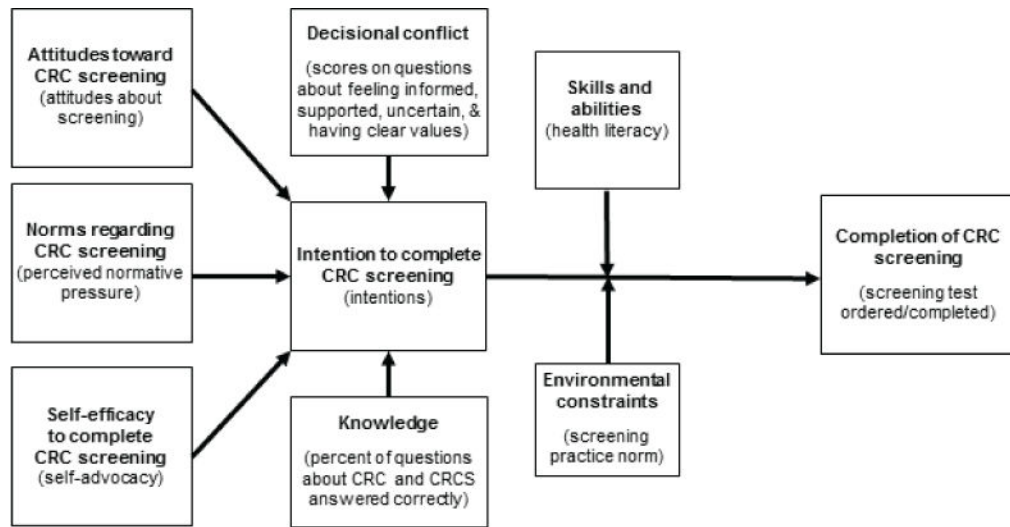 Attitudes toward
CRC screening
(attitudes about
screening)
Norms regarding
CRC screening
(perceived normative
pressure)
Self-efficacy
to complete
CRC screening
(self-advocacy)
Decisional conflict
(scores on questions
about feeling informed,
supported, uncertain, &
having clear values)
Intention to complete
CRC screening
(intentions)
Knowledge
(percent of questions
about CRC and CRCS
answered correctly)
Skills and
abilities
(health literacy)
Environmental
constraints
(screening
practice norm)
Completion of CRC
screening
(screening test
ordered/completed)